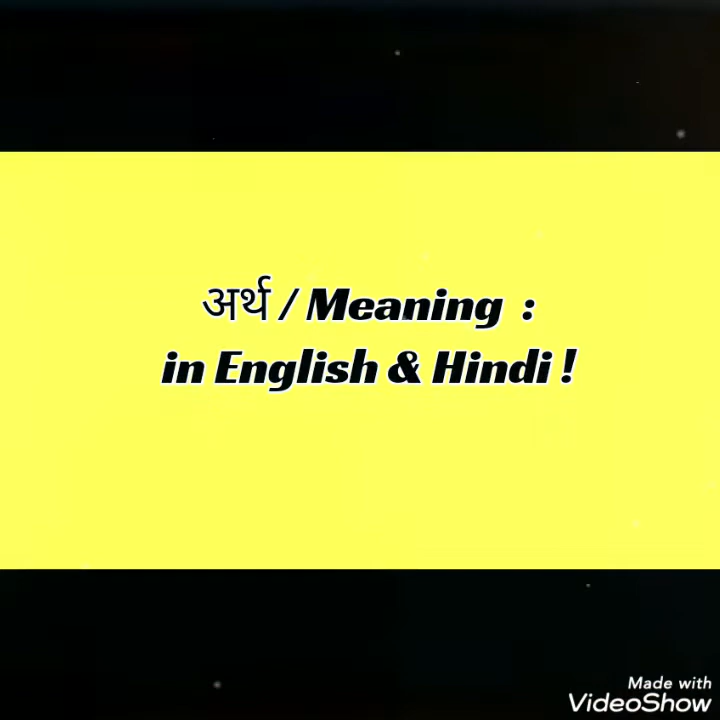 अर्थ / Meaning :
in English & Hindi !
Made with
VideoShow